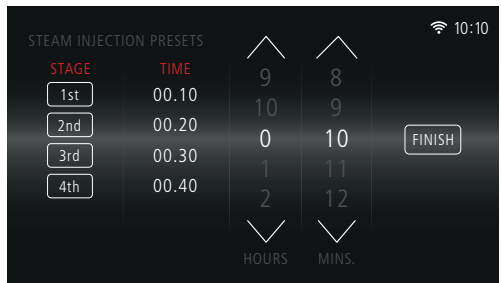 10:10
STEAM INJECTION PRESETS
STAGE TIME
1st 00.10
2nd 00.20
3rd 00.30
4th 00.40
9 8
10 9
0 10
1 11
2 12
HOURS MINS.
FINISH